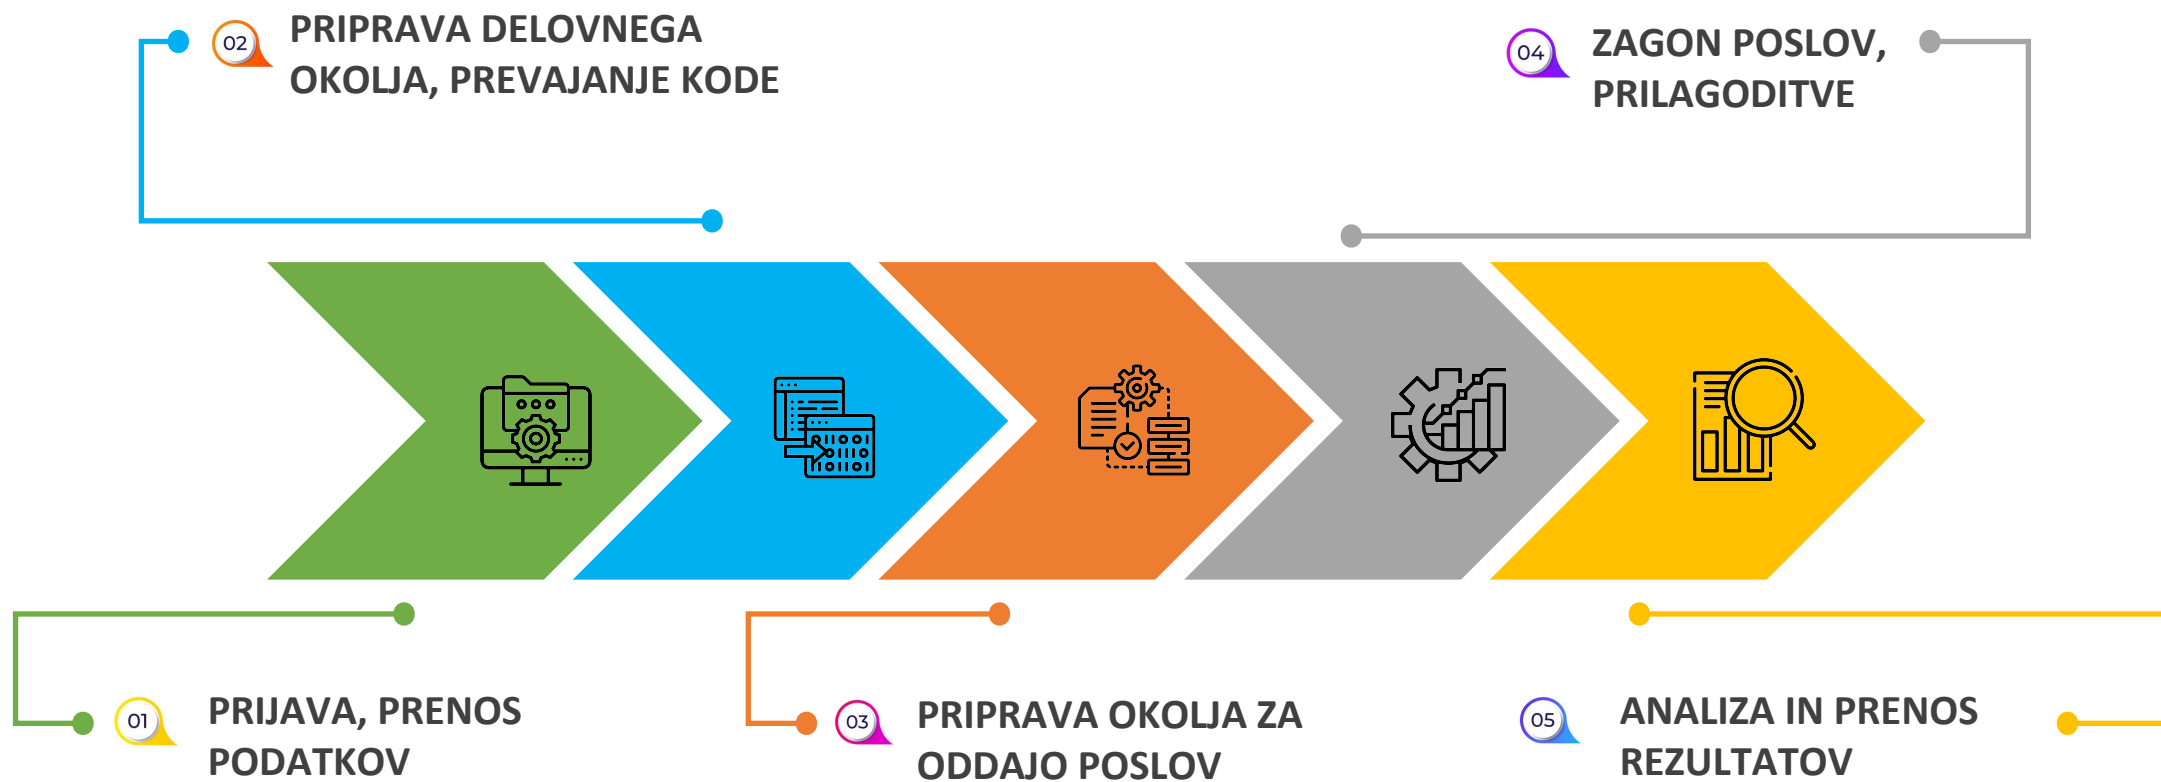 02
PRIPRAVA DELOVNEGA
OKOLJA, PREVAJANJE KODE
04
ZAGON POSLOV,
PRILAGODITVE
01
PRIJAVA, PRENOS
PODATKOV
03
PRIPRAVA OKOLJA ZA
ODDAJO POSLOV
05
ANALIZA IN PRENOS
REZULTATOV